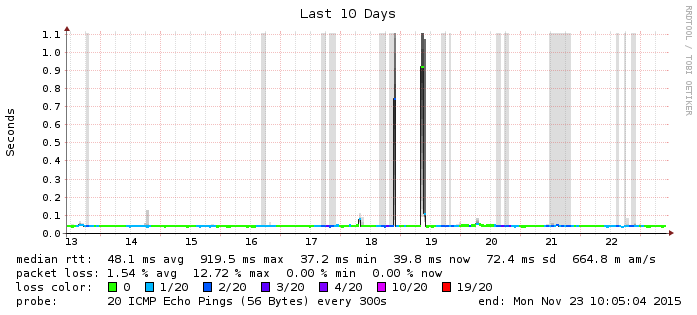 Last 10 Days
RRDTOOL / TOBI OETIKER
Seconds
1.1
1.0
0.9
0.8
0.7
0.6
0.5
0.4
0.3
0.2
0.1
0.0
13 14 15 16 17 18 19 20 21 22
median rtt: 48.1 ms avg 919.5 ms max 37.2 ms min 39.8 ms now 72.4 ms sd 664.8 m am/s
packet loss: 1.54 % avg 12.72 % max 0.00 % min 0.00 % now
loss color: 0 1/20 2/20 3/20 4/20 10/20 19/20
probe: 20 ICMP Echo Pings (56 Bytes) every 300s end: Mon Nov 23 10:05:04 2015